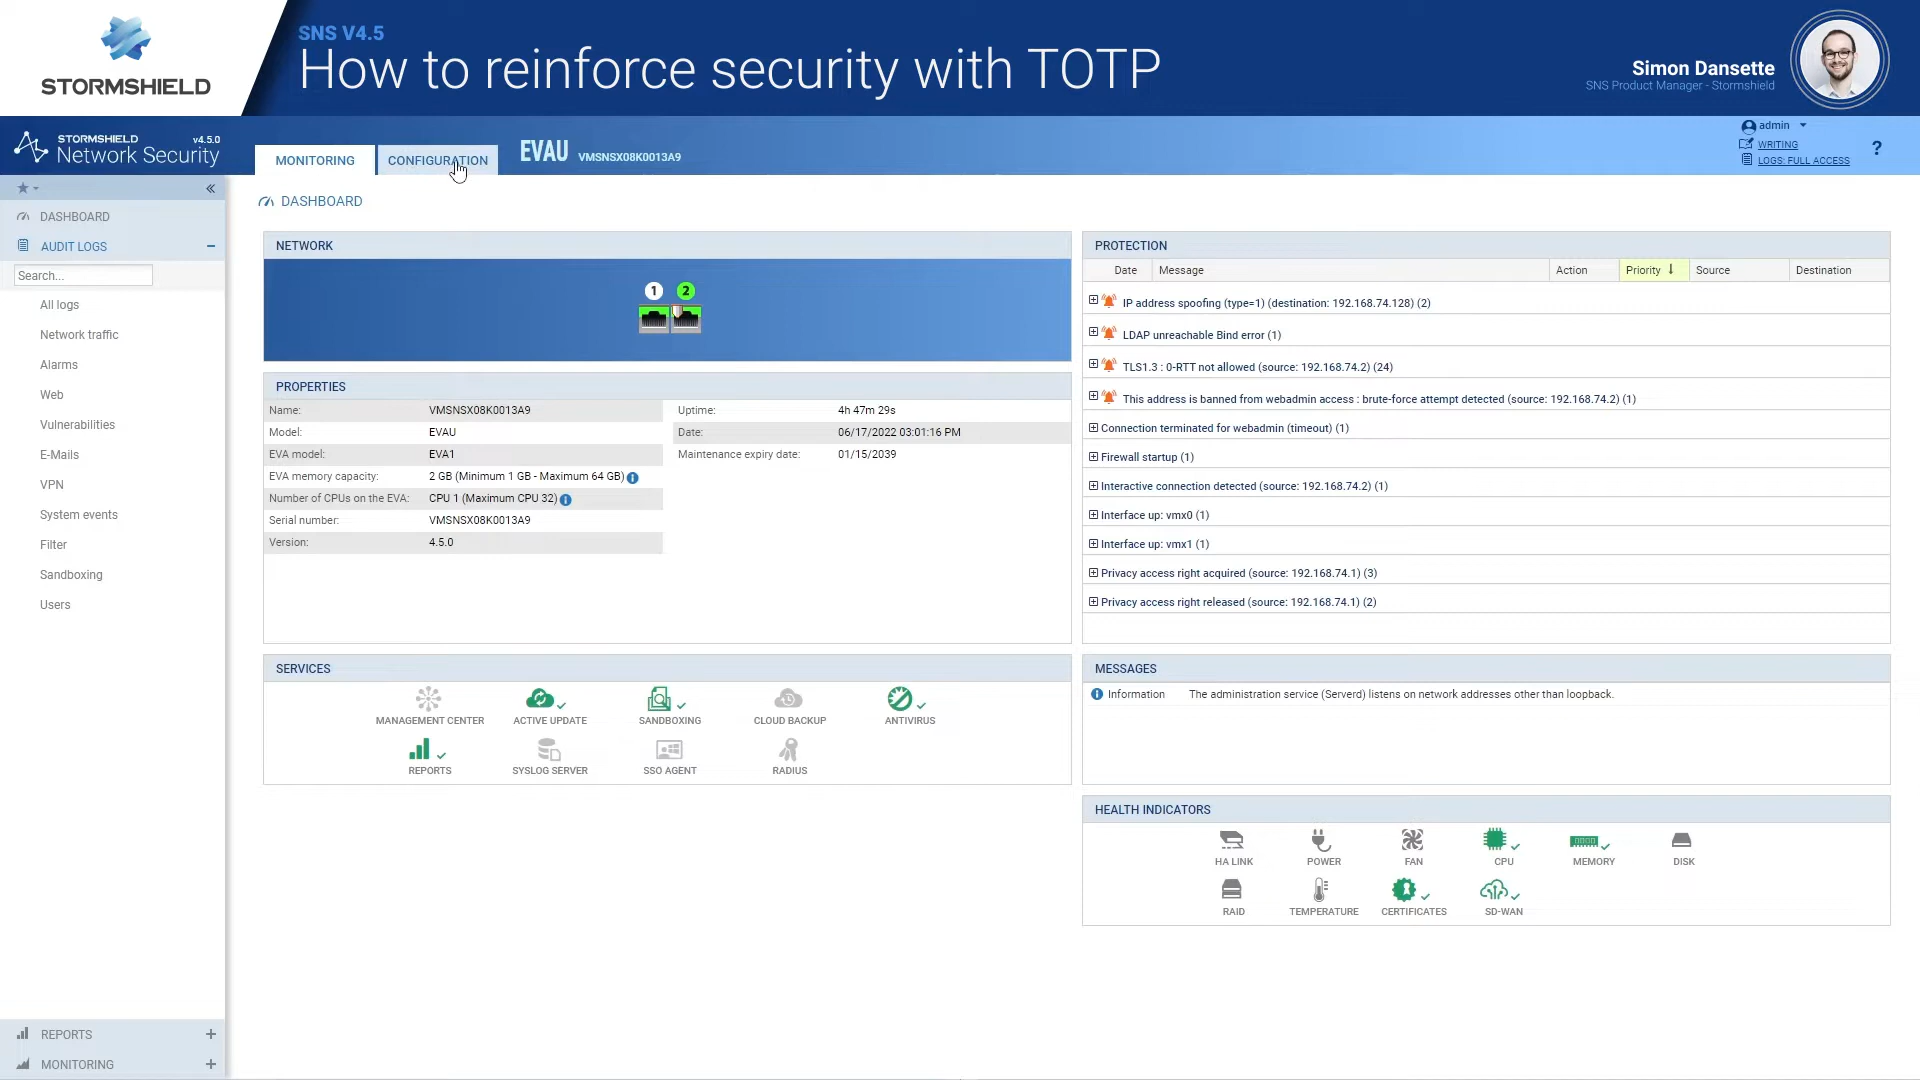 STORMSHIELD
SNS V4.5
How to reinforce security with TOTP
Simon Dansette
SNS Product Manager - Stormshield
STORMSHIELD v4.5.0
Network Security
MONITORING
CONFIGURATION
EVAU VMSNSX08K0013A9
admin
WRITING
LOGS: FULL ACCESS
?
DASHBOARD
AUDIT LOGS
Search...
All logs
Network traffic
Alarms
Web
Vulnerabilities
E-Mails
VPN
System events
Filter
Sandboxing
Users
REPORTS
MONITORING
DASHBOARD
NETWORK
1 2
PROPERTIES
Name: VMSNSX08K0013A9
Model: EVAU
EVA model: EVA1
EVA memory capacity: 2 GB (Minimum 1 GB - Maximum 64 GB)
Number of CPUs on the EVA: CPU 1 (Maximum CPU 32)
Serial number: VMSNSX08K0013A9
Version: 4.5.0
Uptime: 4h 47m 29s
Date: 06/17/2022 03:01:16 PM
Maintenance expiry date: 01/15/2039
SERVICES
MANAGEMENT CENTER ACTIVE UPDATE SANDBOXING CLOUD BACKUP ANTIVIRUS
REPORTS SYSLOG SERVER SSO AGENT RADIUS
PROTECTION
Date Message Action Priority Source Destination
IP address spoofing (type=1) (destination: 192.168.74.128) (2)
LDAP unreachable Bind error (1)
TLS1.3 : 0-RTT not allowed (source: 192.168.74.2) (24)
This address is banned from webadmin access : brute-force attempt detected (source: 192.168.74.2) (1)
Connection terminated for webadmin (timeout) (1)
Firewall startup (1)
Interactive connection detected (source: 192.168.74.2) (1)
Interface up: vmx0 (1)
Interface up: vmx1 (1)
Privacy access right acquired (source: 192.168.74.1) (3)
Privacy access right released (source: 192.168.74.1) (2)
MESSAGES
Information The administration service (Serverd) listens on network addresses other than loopback.
HEALTH INDICATORS
HA LINK POWER FAN CPU MEMORY DISK
RAID TEMPERATURE CERTIFICATES SD-WAN